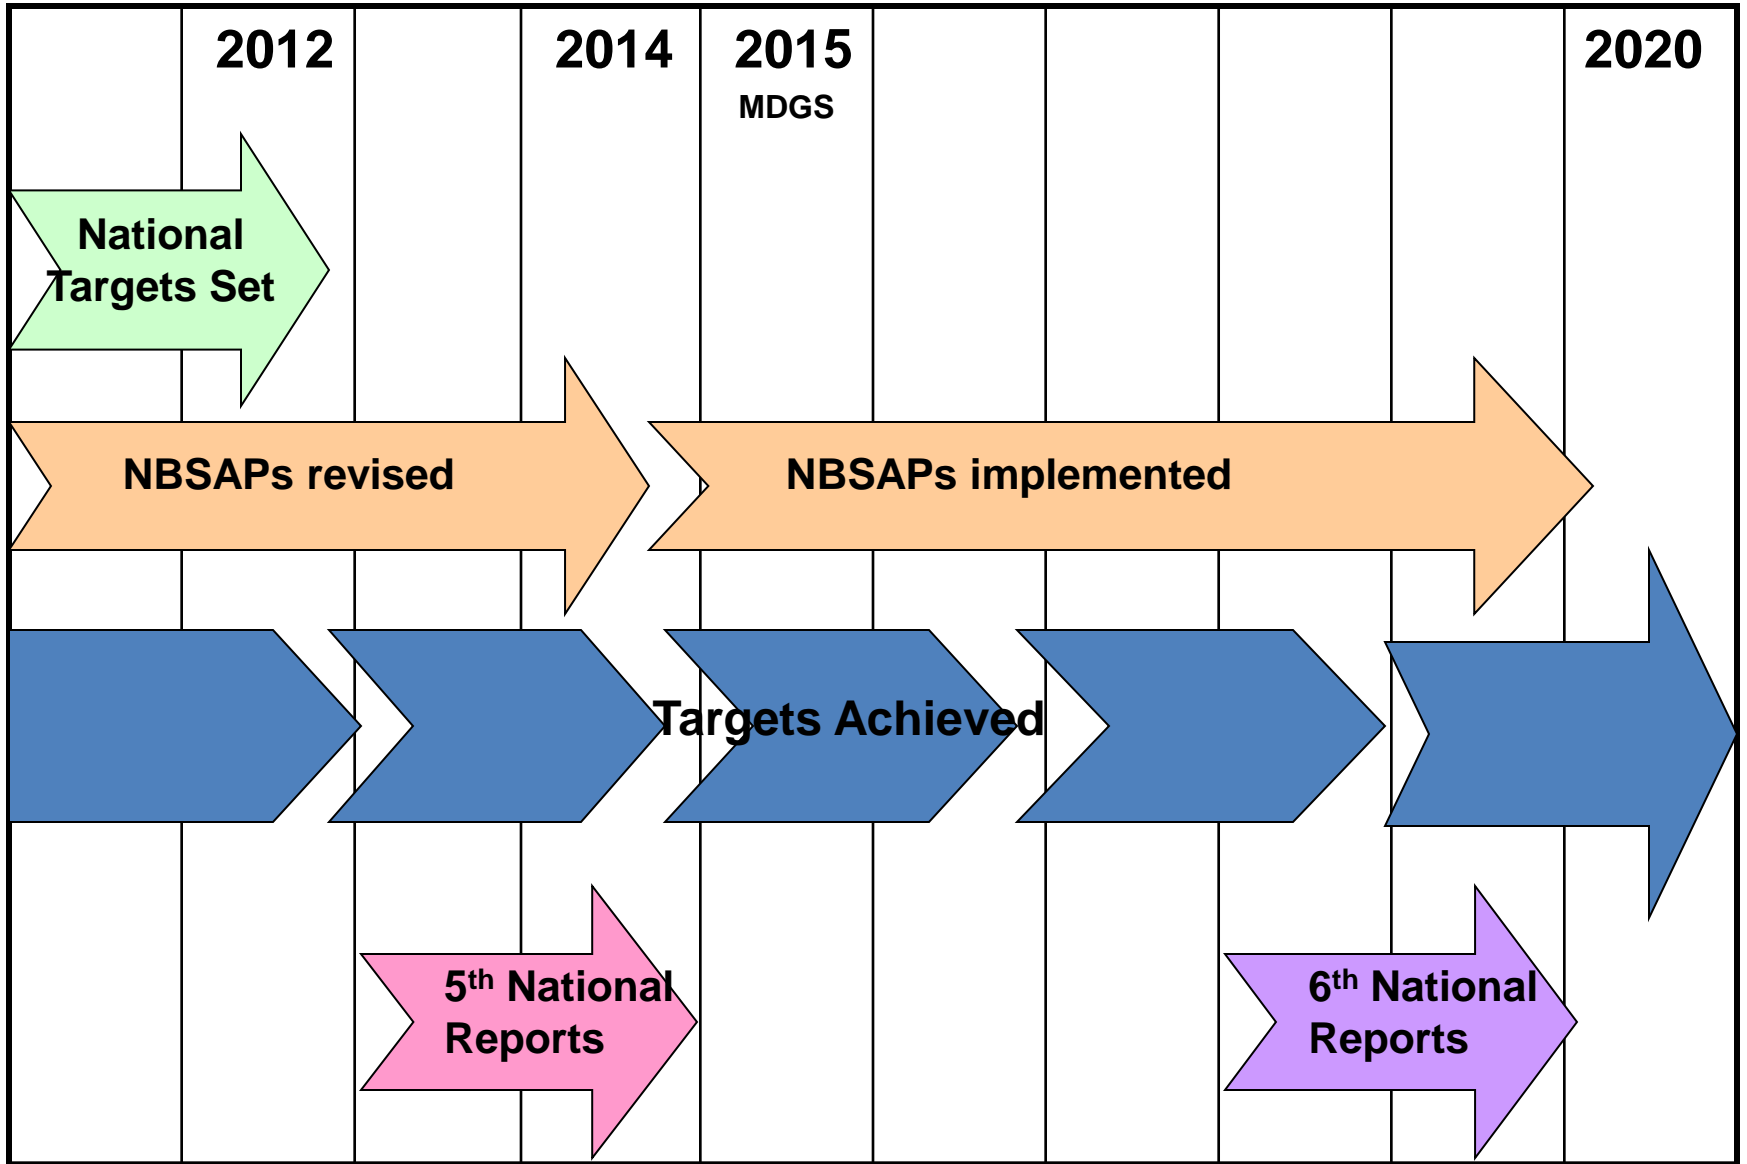 2012 2014 2015 2020
MDGS
National
Targets Set
NBSAPs revised
NBSAPs implemented
Targets Achieved
5th National
Reports
6th National
Reports